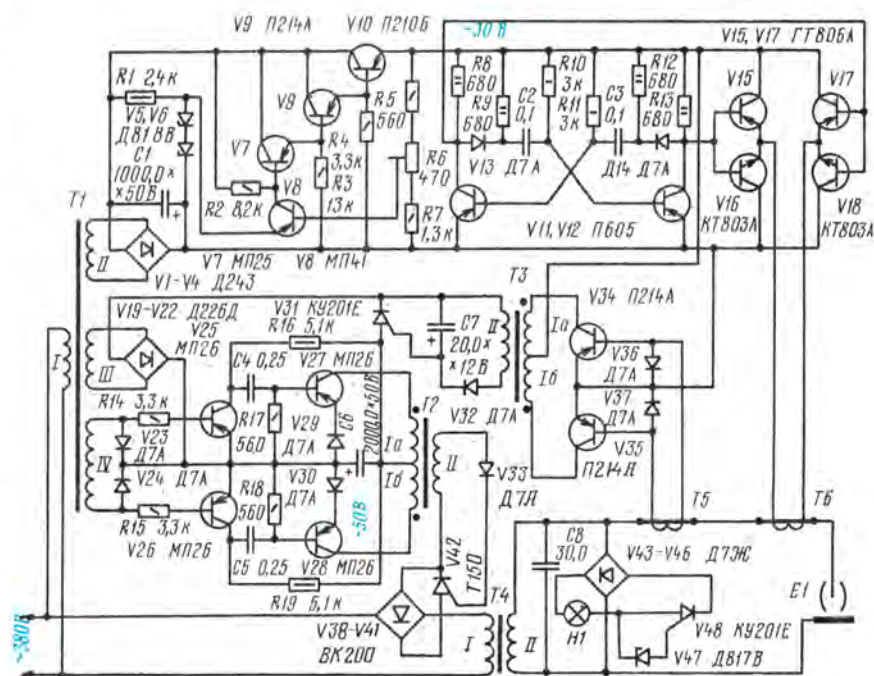 V9 П214А
V10 П210Б
-30 В
V15, V17 ГТ806А
R1 2,4к
V5, V6
Д818В
C1
1000,0×
×50В
T1
II
R2 8,2к
V7
V8
V9
R4
3,3к
R3
13к
R5
560
R6
470
R7
1,3к
R8
680
R9
680
C2
0,1
R10
3к
R11
3к
C3
0,1
R12
680
R13
680
V13
Д7А
Д14 Д7А
V15
V17
V16
КТ803А
V18
КТ803А
V11, V12 П605
V7 МП25
V8 МП41
V1-V4 Д243
V19-V22 Д226Д
V25
МП26
I
III
V31 КУ201Е
R16 5,1к
C7
20,0×
×12В
II
T3
Iа
Iб
V34 П214А
V36
Д7А
V37
Д7А
V35
П214Я
V32 Д7А
R14 3,3к
C4 0,25
V27 МП26
V23
Д7А
V24
Д7А
IV
R17
560
V29
Д7А
C6
2000,0×50В
T2
Iа
Iб
II
V30
R18
560
Д7А
-50В
V33
Д7Я
R15 3,3к
V26 МП26
C5 0,25
V28 МП26
R19 5,1к
V42
Т150
~380В
V38-V41
ВК200
T4
I
II
C8
30,0
T5
T6
V43-V46 Д7Ж
H1
V48 КУ201Е
V47 Д817В
E1